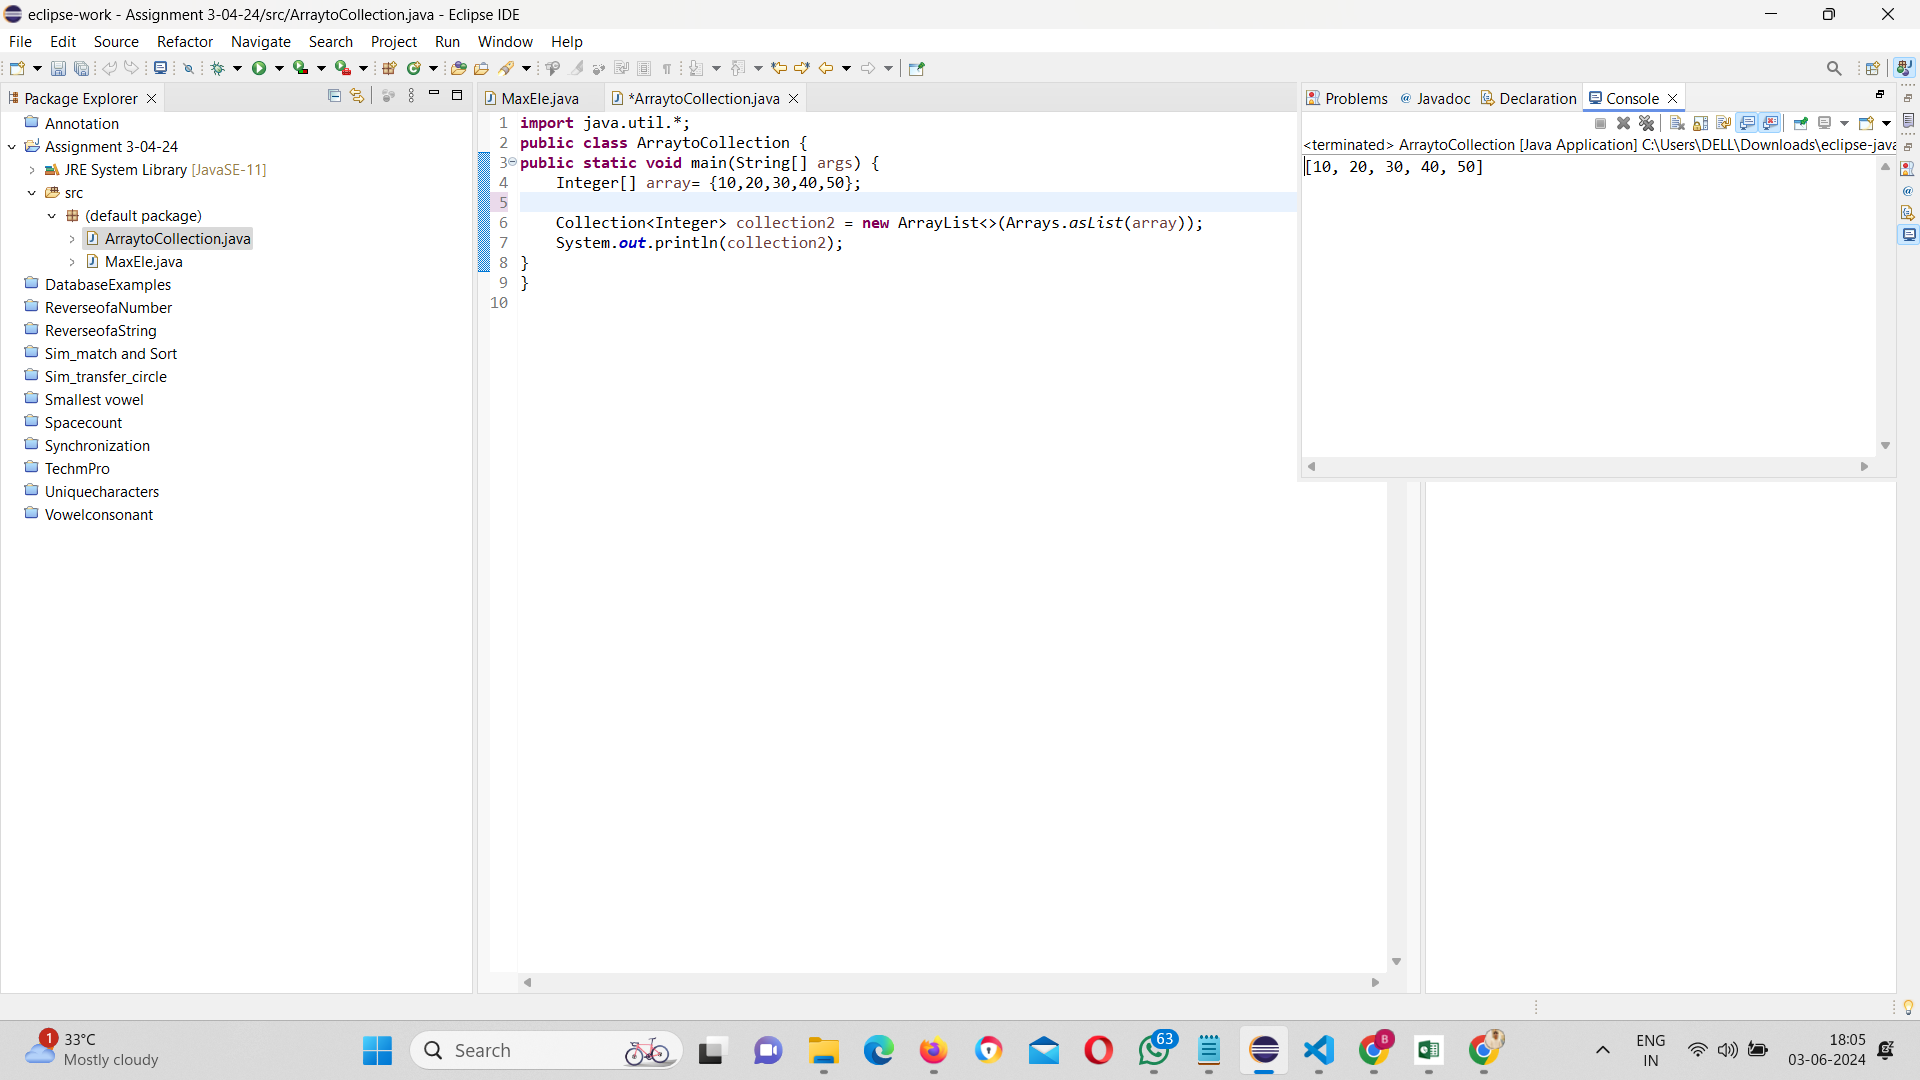 eclipse-work - Assignment 3-04-24/src/ArraytoCollection.java - Eclipse IDE
File Edit Source Refactor Navigate Search Project Run Window Help
Package Explorer
Annotation
Assignment 3-04-24
JRE System Library [JavaSE-11]
src
(default package)
ArraytoCollection.java
MaxEle.java
DatabaseExamples
ReverseofaNumber
ReverseofaString
Sim_match and Sort
Sim_transfer_circle
Smallest vowel
Spacecount
Synchronization
TechmPro
Uniquecharacters
Vowelconsonant
MaxEle.java *ArraytoCollection.java
1 import java.util.*;
2 public class ArraytoCollection {
3 public static void main(String[] args) {
4 Integer[] array= {10,20,30,40,50};
5
6 Collection<Integer> collection2 = new ArrayList<>(Arrays.asList(array));
7 System.out.println(collection2);
8 }
9 }
10
Problems @ Javadoc Declaration Console
<terminated> ArraytoCollection [Java Application] C:\Users\DELL\Downloads\eclipse-java
[10, 20, 30, 40, 50]
1
33°C
Mostly cloudy
Search
63
B
ENG
IN
18:05
03-06-2024